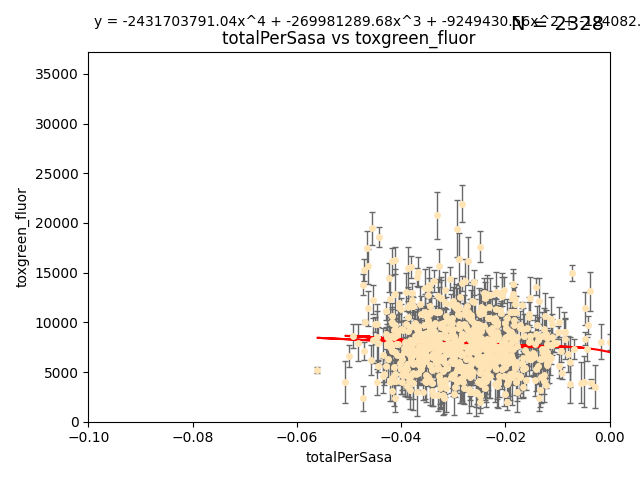 y = -2431703791.04x^4 + -269981289.68x^3 + -9249430.
N = 2328
totalPerSasa vs toxgreen_fluor
35000
30000
25000
20000
15000
10000
5000
0
toxgreen_fluor
−0.10
−0.08
−0.06
−0.04
−0.02
0.00
totalPerSasa